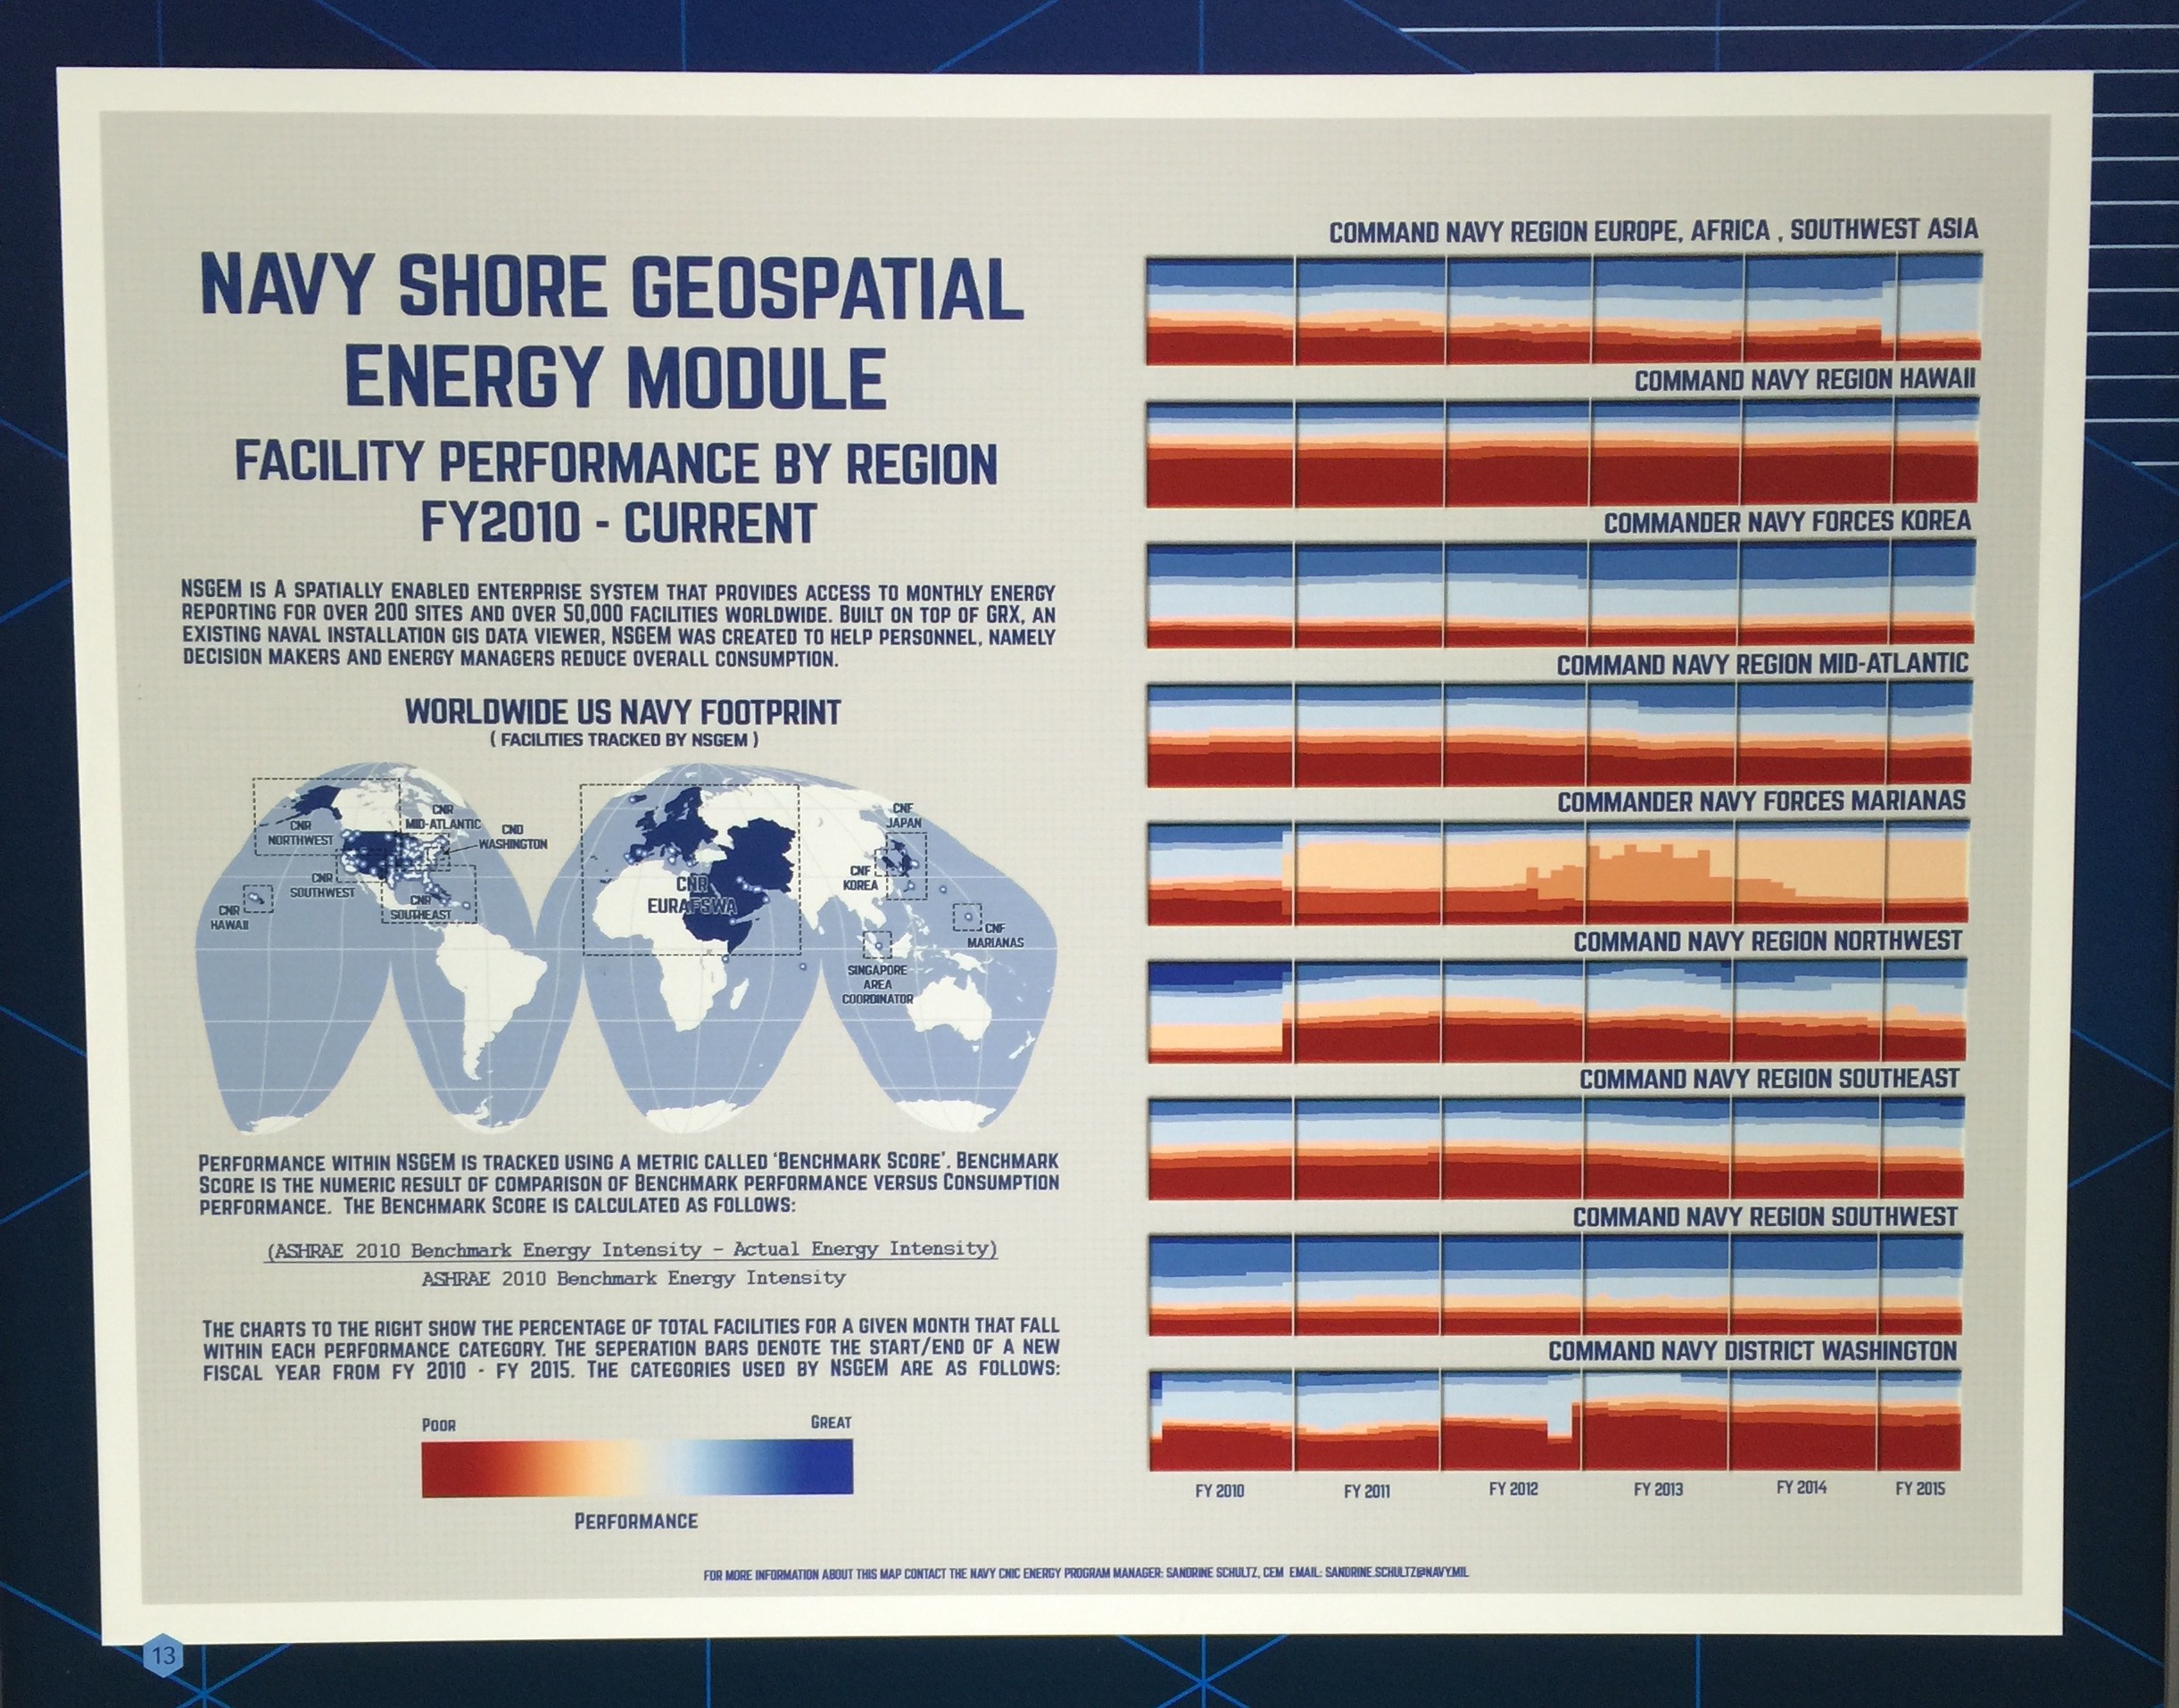 NAVY SHORE GEOSPATIAL
ENERGY MODULE
FACILITY PERFORMANCE BY REGION
FY2010 - CURRENT
NSGEM IS A SPATIALLY ENABLED ENTERPRISE SYSTEM THAT PROVIDES ACCESS TO MONTHLY ENERGY
REPORTING FOR OVER 200 SITES AND OVER 50,000 FACILITIES WORLDWIDE. BUILT ON TOP OF GRX, AN
EXISTING NAVAL INSTALLATION GIS DATA VIEWER, NSGEM WAS CREATED TO HELP PERSONNEL, NAMELY
DECISION MAKERS AND ENERGY MANAGERS REDUCE OVERALL CONSUMPTION.
WORLDWIDE US NAVY FOOTPRINT
( FACILITIES TRACKED BY NSGEM )
CNR
NORTHWEST
CNR
MID-ATLANTIC
CND
WASHINGTON
CNR
SOUTHWEST
CNR
HAWAII
CNR
SOUTHEAST
CNR
EURAFSWA
CNF
JAPAN
CNF
KOREA
CNF
MARIANAS
SINGAPORE
AREA
COORDINATOR
PERFORMANCE WITHIN NSGEM IS TRACKED USING A METRIC CALLED ‘BENCHMARK SCORE’. BENCHMARK
SCORE IS THE NUMERIC RESULT OF COMPARISON OF BENCHMARK PERFORMANCE VERSUS CONSUMPTION
PERFORMANCE. THE BENCHMARK SCORE IS CALCULATED AS FOLLOWS:
(ASHRAE 2010 Benchmark Energy Intensity - Actual Energy Intensity)
ASHRAE 2010 Benchmark Energy Intensity
THE CHARTS TO THE RIGHT SHOW THE PERCENTAGE OF TOTAL FACILITIES FOR A GIVEN MONTH THAT FALL
WITHIN EACH PERFORMANCE CATEGORY. THE SEPERATION BARS DENOTE THE START/END OF A NEW
FISCAL YEAR FROM FY 2010 - FY 2015. THE CATEGORIES USED BY NSGEM ARE AS FOLLOWS:
POOR
GREAT
PERFORMANCE
COMMAND NAVY REGION EUROPE, AFRICA , SOUTHWEST ASIA
COMMAND NAVY REGION HAWAII
COMMANDER NAVY FORCES KOREA
COMMAND NAVY REGION MID-ATLANTIC
COMMANDER NAVY FORCES MARIANAS
COMMAND NAVY REGION NORTHWEST
COMMAND NAVY REGION SOUTHEAST
COMMAND NAVY REGION SOUTHWEST
COMMAND NAVY DISTRICT WASHINGTON
FY 2010
FY 2011
FY 2012
FY 2013
FY 2014
FY 2015
FOR MORE INFORMATION ABOUT THIS MAP CONTACT THE NAVY CNIC ENERGY PROGRAM MANAGER: SANDRINE SCHULTZ, CEM EMAIL: SANDRINE.SCHULTZ@NAVY.MIL
13